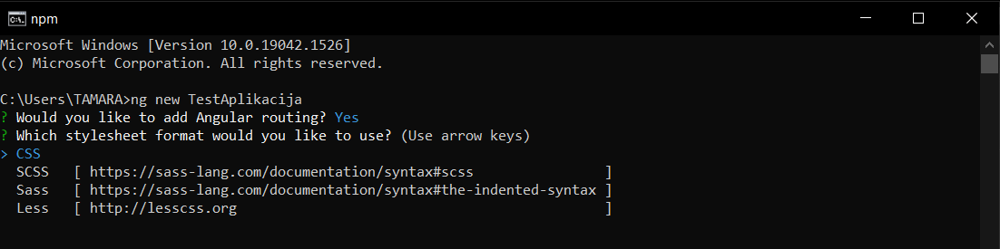 npm
Microsoft Windows [Version 10.0.19042.1526]
(c) Microsoft Corporation. All rights reserved.
C:\Users\TAMARA>ng new TestAplikacija
? Would you like to add Angular routing? Yes
? Which stylesheet format would you like to use? (Use arrow keys)
> CSS
  SCSS   [ https://sass-lang.com/documentation/syntax#scss                ]
  Sass   [ https://sass-lang.com/documentation/syntax#the-indented-syntax ]
  Less   [ http://lesscss.org                                             ]